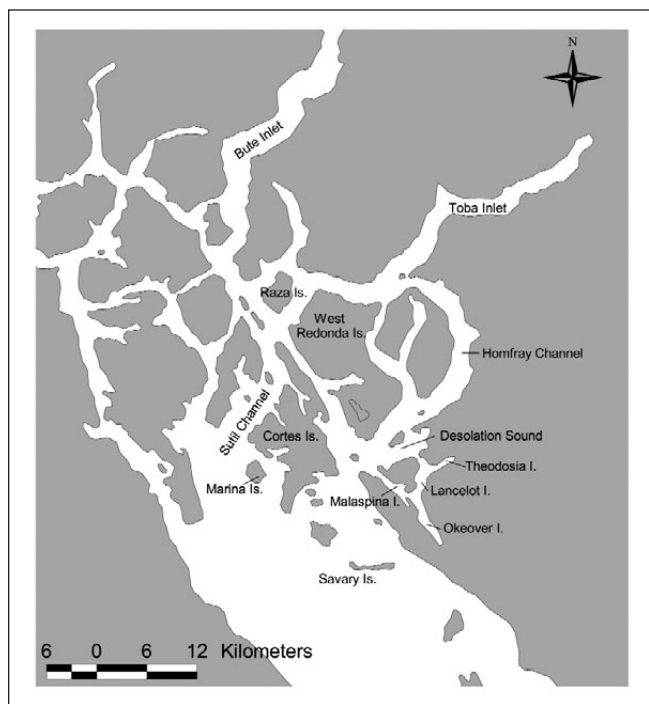 N
Bute Inlet
Toba Inlet
Raza Is.
West
Redonda Is.
Homfray Channel
Sutil Channel
Cortes Is.
Desolation Sound
Theodosia I.
Marina Is.
Malaspina I.
Lancelot I.
Okeover I.
Savary Is.
6 0 6 12 Kilometers